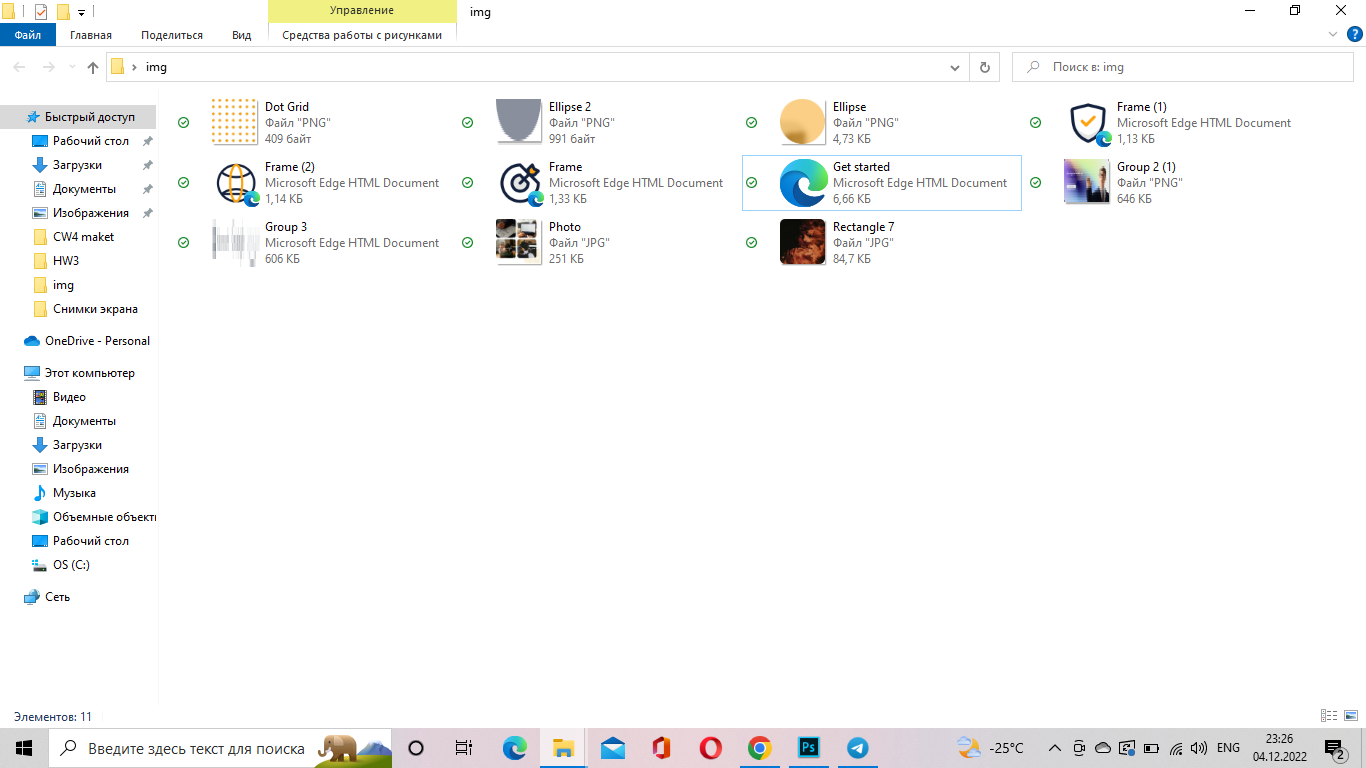 Управление
img
Файл
Главная
Поделиться
Вид
Средства работы с рисунками
img
Поиск в: img
Быстрый доступ
Рабочий стол
Загрузки
Документы
Изображения
CW4 maket
HW3
img
Снимки экрана
OneDrive - Personal
Этот компьютер
Видео
Документы
Загрузки
Изображения
Музыка
Объемные объекть
Рабочий стол
OS (C:)
Сеть
Dot Grid
Файл "PNG"
409 байт
Ellipse 2
Файл "PNG"
991 байт
Ellipse
Файл "PNG"
4,73 КБ
Frame (1)
Microsoft Edge HTML Document
1,13 КБ
Frame (2)
Microsoft Edge HTML Document
1,14 КБ
Frame
Microsoft Edge HTML Document
1,33 КБ
Get started
Microsoft Edge HTML Document
6,66 КБ
Group 2 (1)
Файл "PNG"
646 КБ
Group 3
Microsoft Edge HTML Document
606 КБ
Photo
Файл "JPG"
251 КБ
Rectangle 7
Файл "JPG"
84,7 КБ
Элементов: 11
Введите здесь текст для поиска
Ps
-25°C
ENG
23:26
04.12.2022
2